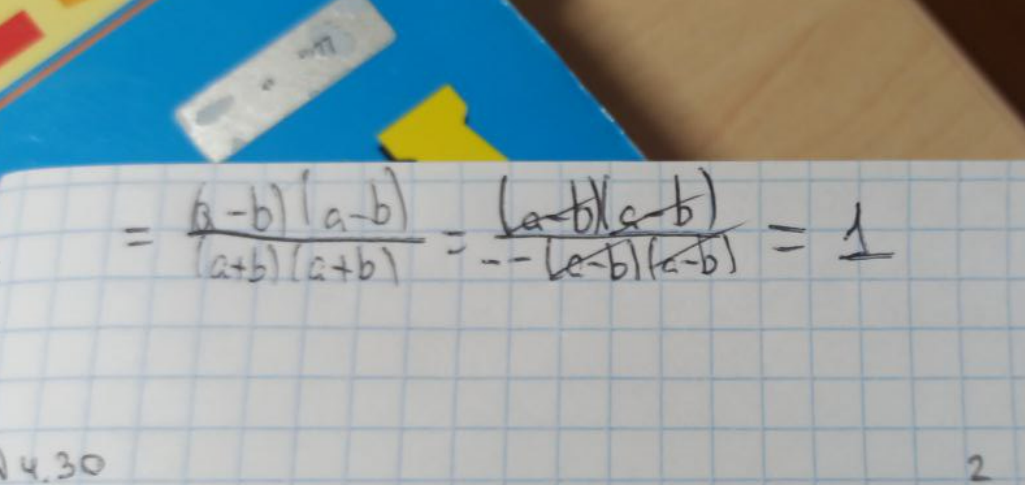 = (a-b)(a-b)/(a+b)(a+b) = (a-b)(a-b)/--(a-b)(a-b) = 1
4.30 2